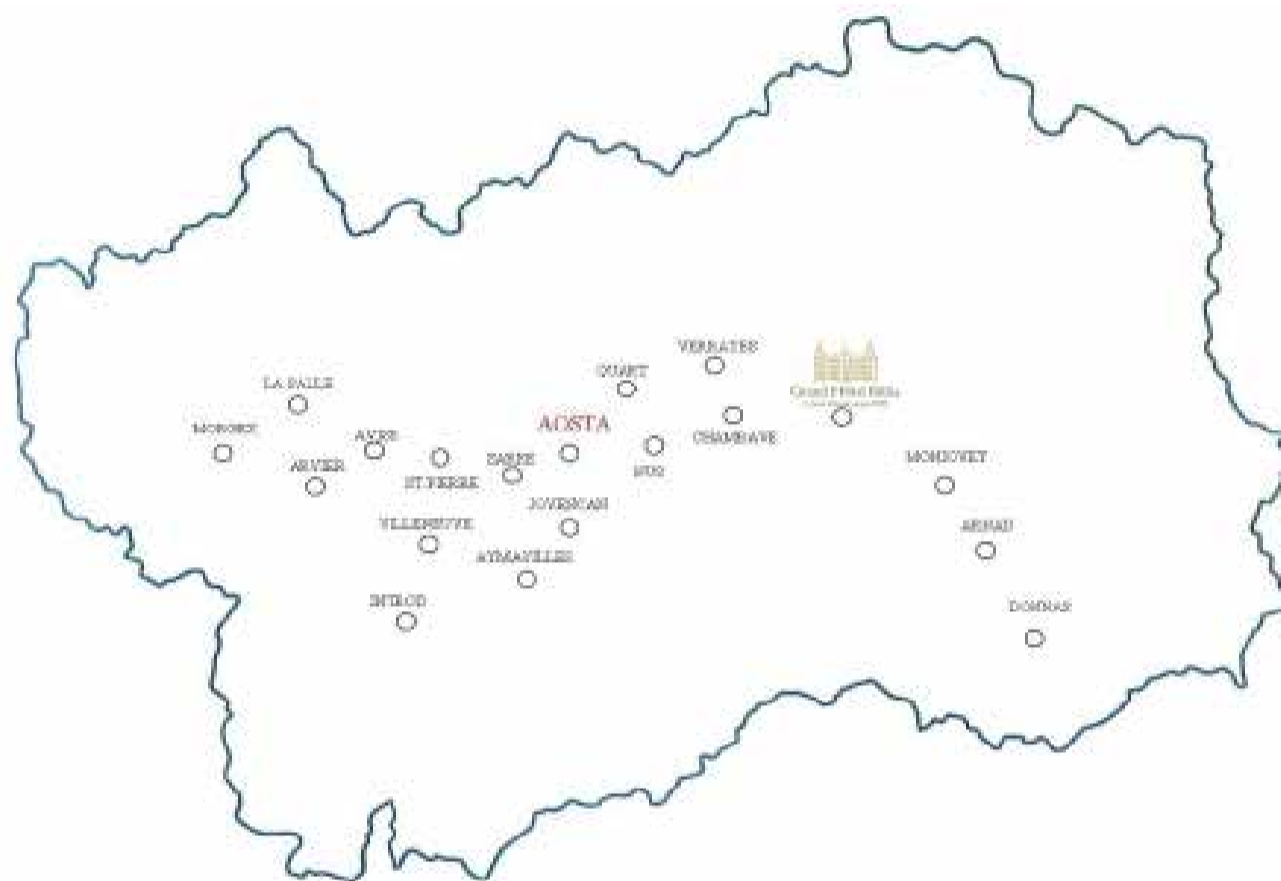 VERRAYES
QUART
LA SALLE
AOSTA
MORGEX
AVISE
CHAMBAVE
NUS
ARVIER
ST.PIERRE
SARRE
MONJOVET
JOVENCAN
VILLENEUVE
ARNAD
AYMAVILLES
INTROD
DONNAS